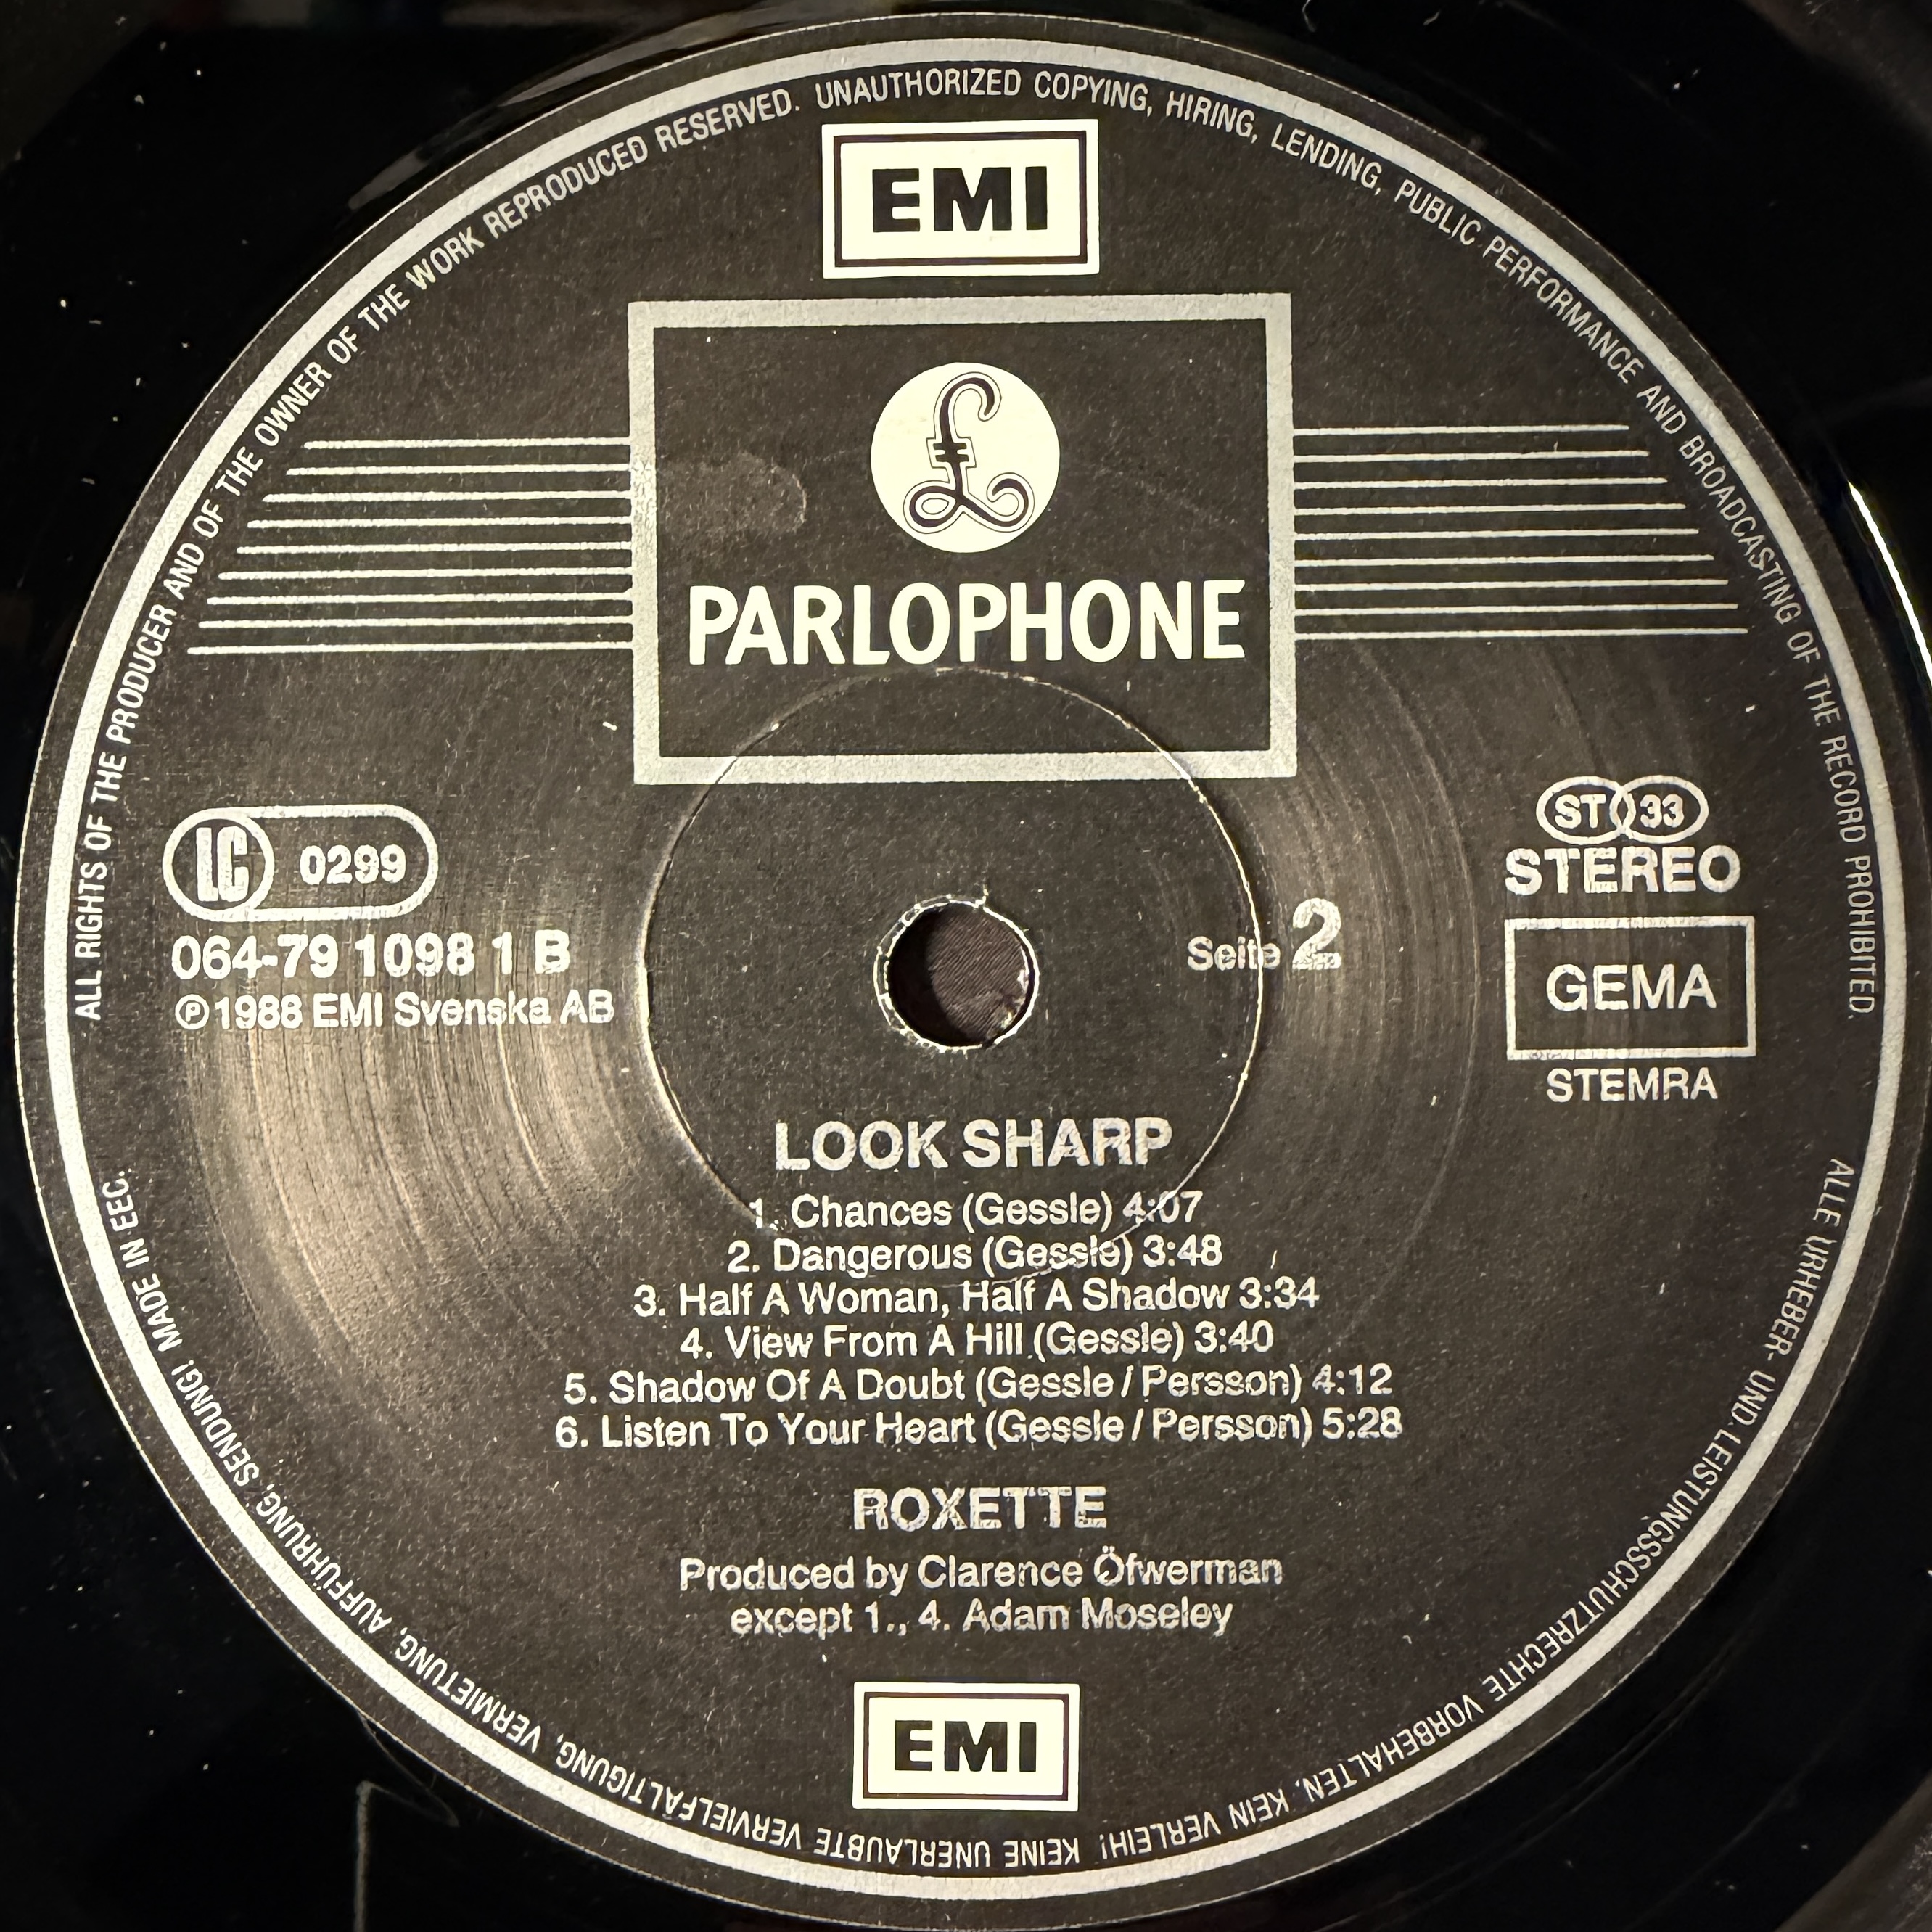 ALL RIGHTS OF THE PRODUCER AND OF THE OWNER OF THE WORK REPRODUCED RESERVED. UNAUTHORIZED COPYING, HIRING, LENDING, PUBLIC PERFORMANCE AND BROADCASTING OF THE RECORD PROHIBITED.
EMI
£
PARLOPHONE
LC 0299
064-79 1098 1 B
℗ 1988 EMI Svenska AB
Seite 2
ST 33
STEREO
GEMA
STEMRA
LOOK SHARP
1. Chances (Gessle) 4:07
2. Dangerous (Gessle) 3:48
3. Half A Woman, Half A Shadow 3:34
4. View From A Hill (Gessle) 3:40
5. Shadow Of A Doubt (Gessle / Persson) 4:12
6. Listen To Your Heart (Gessle / Persson) 5:28
ROXETTE
Produced by Clarence Öfwerman
except 1., 4. Adam Moseley
EMI
ALLE URHEBER- UND LEISTUNGSSCHUTZRECHTE VORBEHALTEN. KEIN VERLEIH! KEINE UNERLAUBTE VERVIELFÄLTIGUNG, VERMIETUNG, AUFFÜHRUNG, SENDUNG! MADE IN EEC.